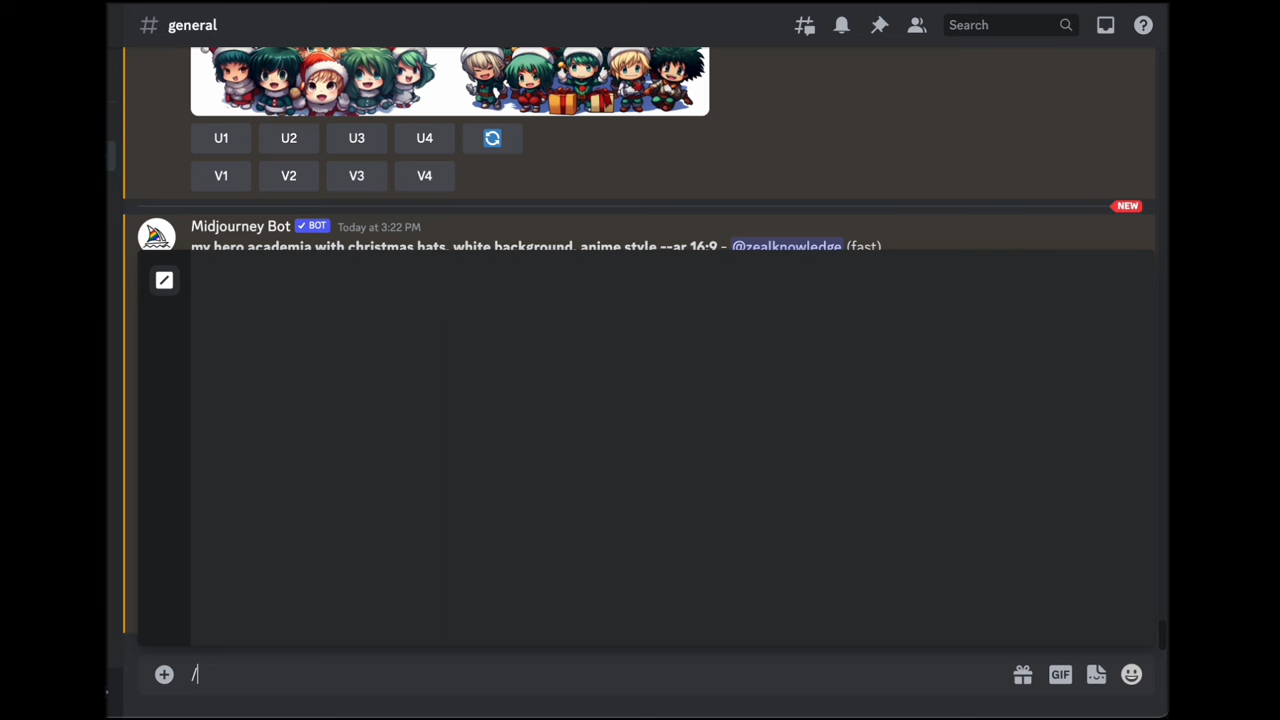 general
Search
U1 U2 U3 U4
V1 V2 V3 V4
NEW
Midjourney Bot ✓ BOT Today at 3:22 PM
my hero academia with christmas hats, white background, anime style --ar 16:9 - @zealknowledge (fast)
/
GIF